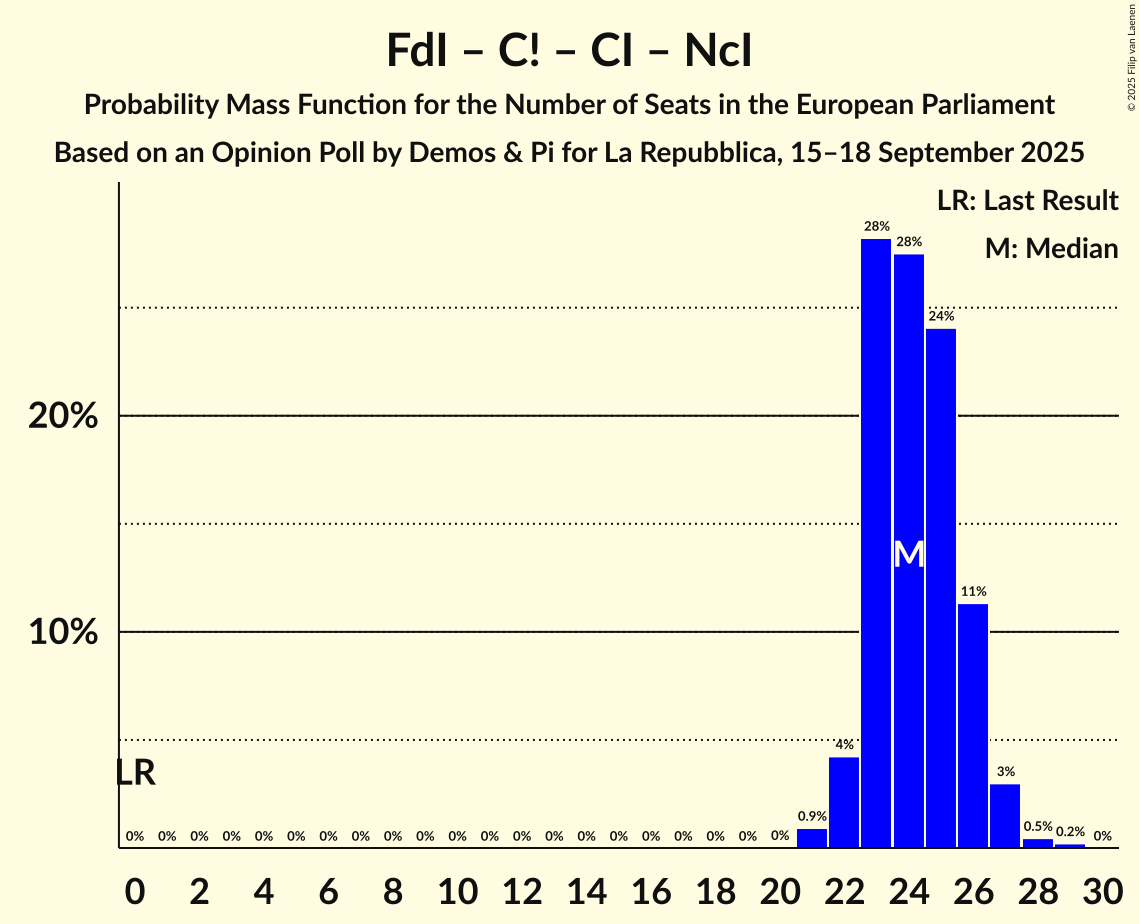 FdI – C! – CI – NcI
Probability Mass Function for the Number of Seats in the European Parliament
Based on an Opinion Poll by Demos & Pi for La Repubblica, 15–18 September 2025
© 2025 Filip van Laenen
LR: Last Result
M: Median
28%
28%
24%
20%
M
11%
10%
4%
LR
3%
0% 0% 0% 0% 0% 0% 0% 0% 0% 0% 0% 0% 0% 0% 0% 0% 0% 0% 0% 0% 0% 0.9% 0.5% 0.2% 0%
0 2 4 6 8 10 12 14 16 18 20 22 24 26 28 30